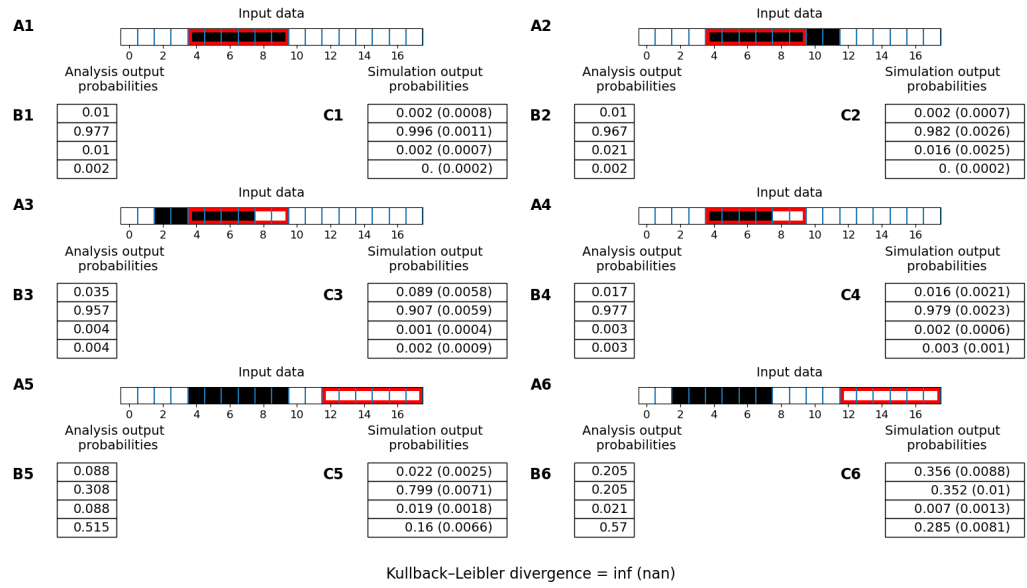 Input data
A1
0 2 4 6 8 10 12 14 16
Analysis output
probabilities
Simulation output
probabilities
B1
0.01
0.977
0.01
0.002
C1
0.002 (0.0008)
0.996 (0.0011)
0.002 (0.0007)
0. (0.0002)
Input data
A2
0 2 4 6 8 10 12 14 16
Analysis output
probabilities
Simulation output
probabilities
B2
0.01
0.967
0.021
0.002
C2
0.002 (0.0007)
0.982 (0.0026)
0.016 (0.0025)
0. (0.0002)
Input data
A3
0 2 4 6 8 10 12 14 16
Analysis output
probabilities
Simulation output
probabilities
B3
0.035
0.957
0.004
0.004
C3
0.089 (0.0058)
0.907 (0.0059)
0.001 (0.0004)
0.002 (0.0009)
Input data
A4
0 2 4 6 8 10 12 14 16
Analysis output
probabilities
Simulation output
probabilities
B4
0.017
0.977
0.003
0.003
C4
0.016 (0.0021)
0.979 (0.0023)
0.002 (0.0006)
0.003 (0.001)
Input data
A5
0 2 4 6 8 10 12 14 16
Analysis output
probabilities
Simulation output
probabilities
B5
0.088
0.308
0.088
0.515
C5
0.022 (0.0025)
0.799 (0.0071)
0.019 (0.0018)
0.16 (0.0066)
Input data
A6
0 2 4 6 8 10 12 14 16
Analysis output
probabilities
Simulation output
probabilities
B6
0.205
0.205
0.021
0.57
C6
0.356 (0.0088)
0.352 (0.01)
0.007 (0.0013)
0.285 (0.0081)
Kullback–Leibler divergence = inf (nan)